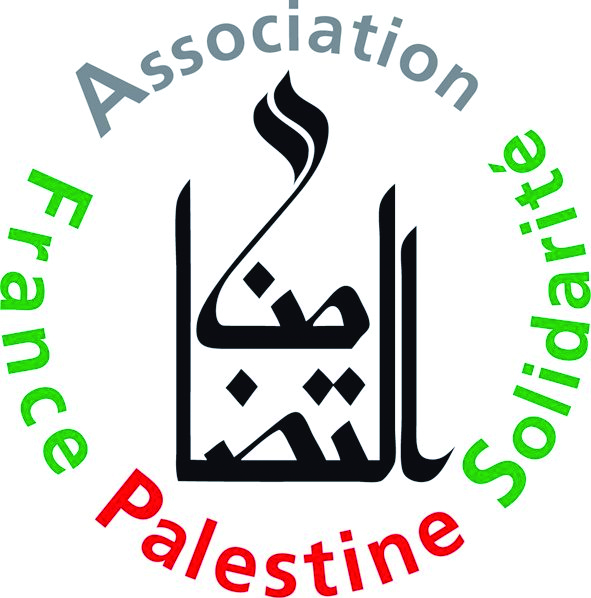 Association
France
Palestine
Solidarité
التضامن